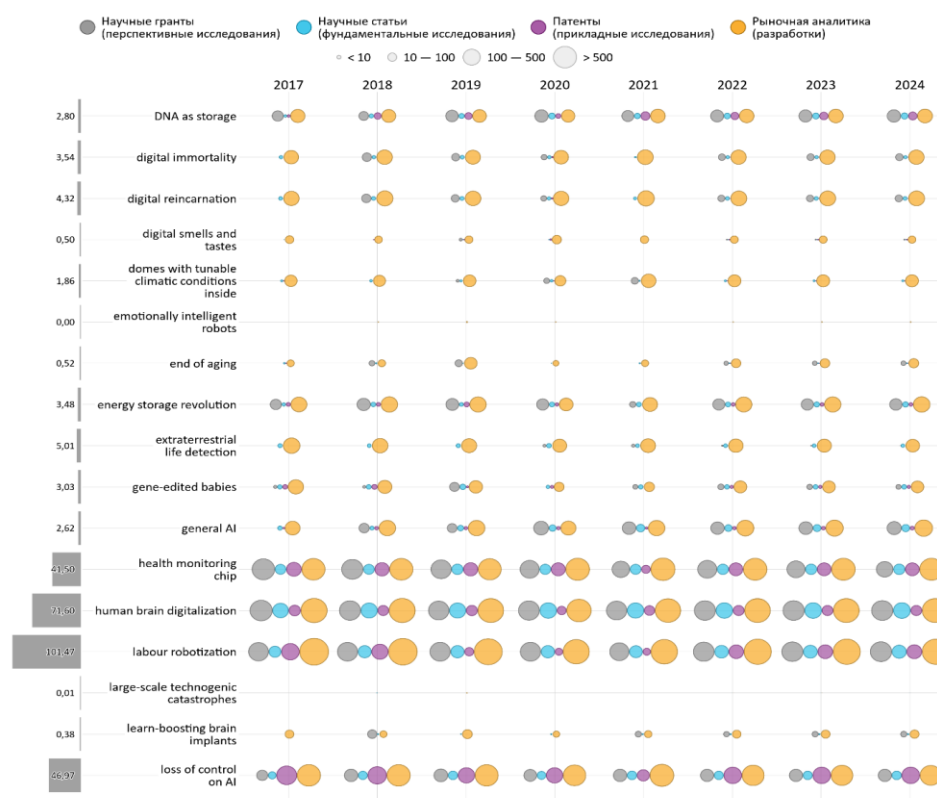 Научные гранты
(перспективные исследования)
Научные статьи
(фундаментальные исследования)
Патенты
(прикладные исследования)
Рыночная аналитика
(разработки)
< 10
10 — 100
100 — 500
> 500
2017 2018 2019 2020 2021 2022 2023 2024
2,80 DNA as storage
3,54 digital immortality
4,32 digital reincarnation
0,50 digital smells and
tastes
1,86 domes with tunable
climatic conditions
inside
0,00 emotionally intelligent
robots
0,52 end of aging
3,48 energy storage revolution
5,01 extraterrestrial
life detection
3,03 gene-edited babies
2,62 general AI
41,50 health monitoring
chip
71,60 human brain digitalization
101,47 labour robotization
0,01 large-scale technogenic
catastrophes
0,38 learn-boosting brain
implants
46,97 loss of control
on AI